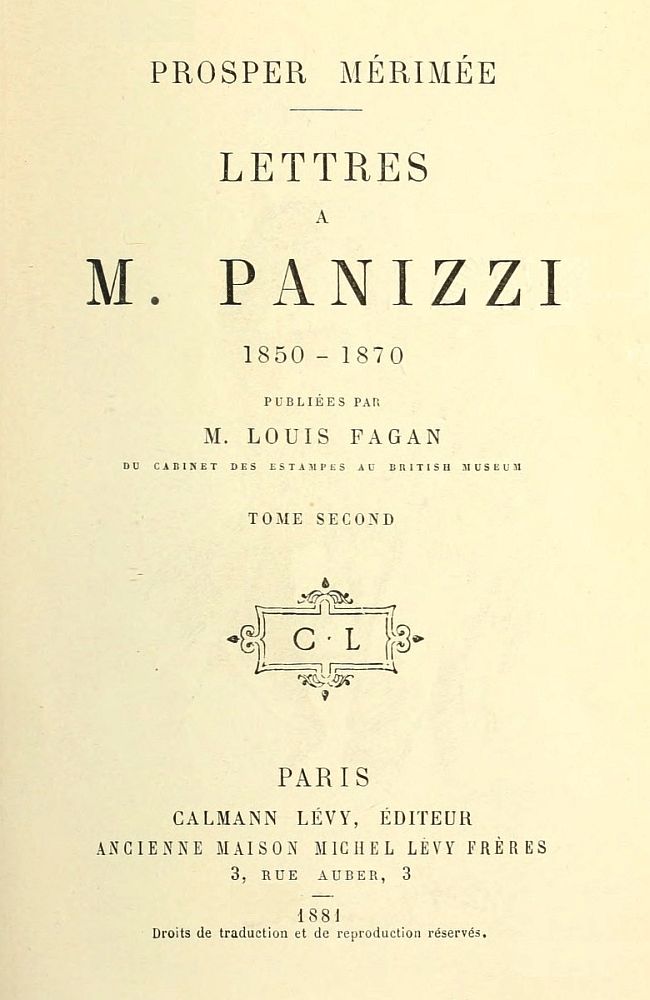 PROSPER MÉRIMÉE
LETTRES
A
M. PANIZZI
1850 - 1870
PUBLIÉES PAR
M. LOUIS FAGAN
DU CABINET DES ESTAMPES AU BRITISH MUSEUM
TOME SECOND
C · L
PARIS
CALMANN LÉVY, ÉDITEUR
ANCIENNE MAISON MICHEL LÉVY FRÈRES
3, RUE AUBER, 3
1881
Droits de traduction et de reproduction réservés.